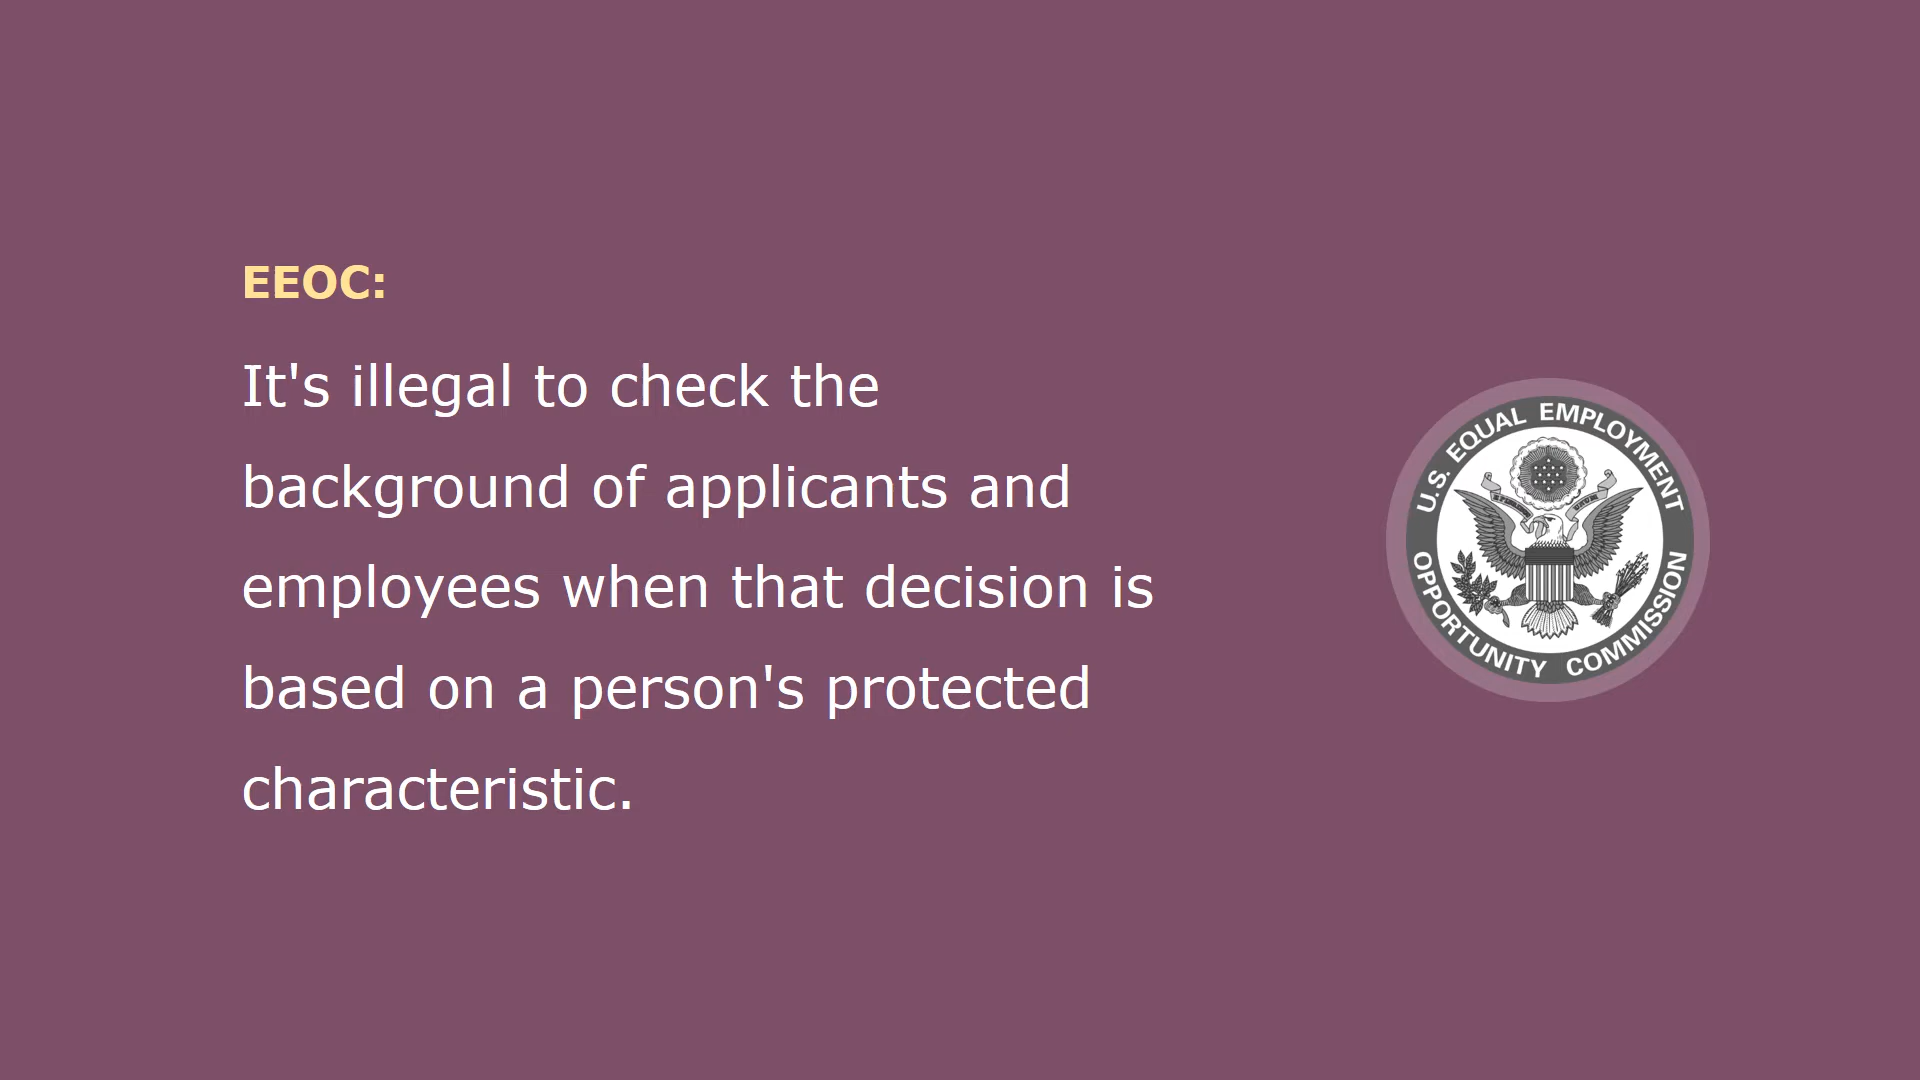 EEOC:
It's illegal to check the
background of applicants and
employees when that decision is
based on a person's protected
characteristic.
U.S. EQUAL EMPLOYMENT
OPPORTUNITY COMMISSION